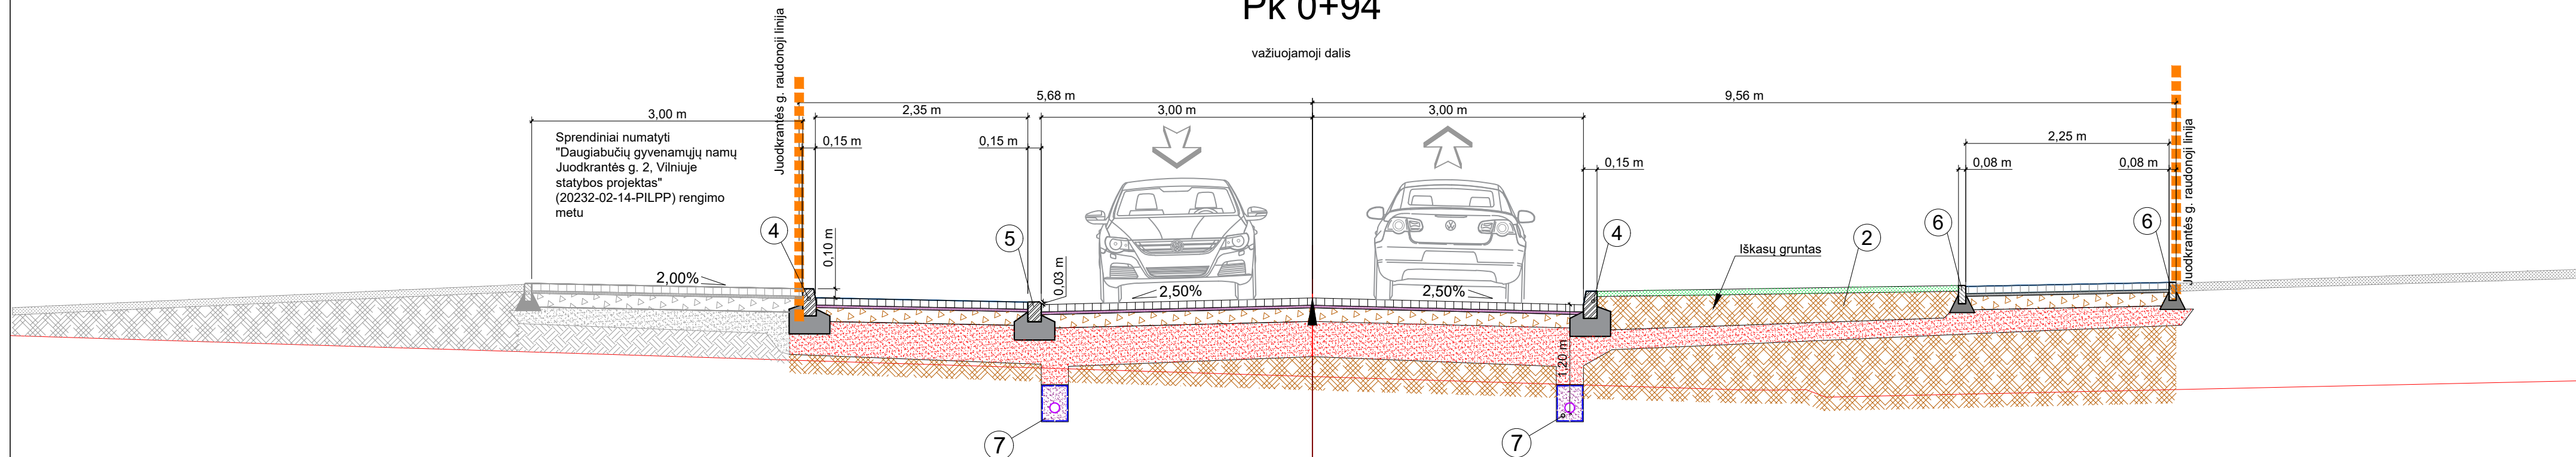 Pk 0+94
važiuojamoji dalis
Juodkrantės g. raudonoji linija
5,68 m
9,56 m
3,00 m
2,35 m
3,00 m
3,00 m
Sprendiniai numatyti
"Daugiabučių gyvenamųjų namų
Juodkrantės g. 2, Vilniuje
statybos projektas"
(20232-02-14-PILPP) rengimo
metu
0,15 m
0,15 m
0,15 m
2,25 m
0,08 m
0,08 m
Juodkrantės g. raudonoji linija
4
0,10 m
5
0,03 m
4
Iškasų gruntas
2
6
6
2,00%
2,50%
2,50%
1,20 m
7
7